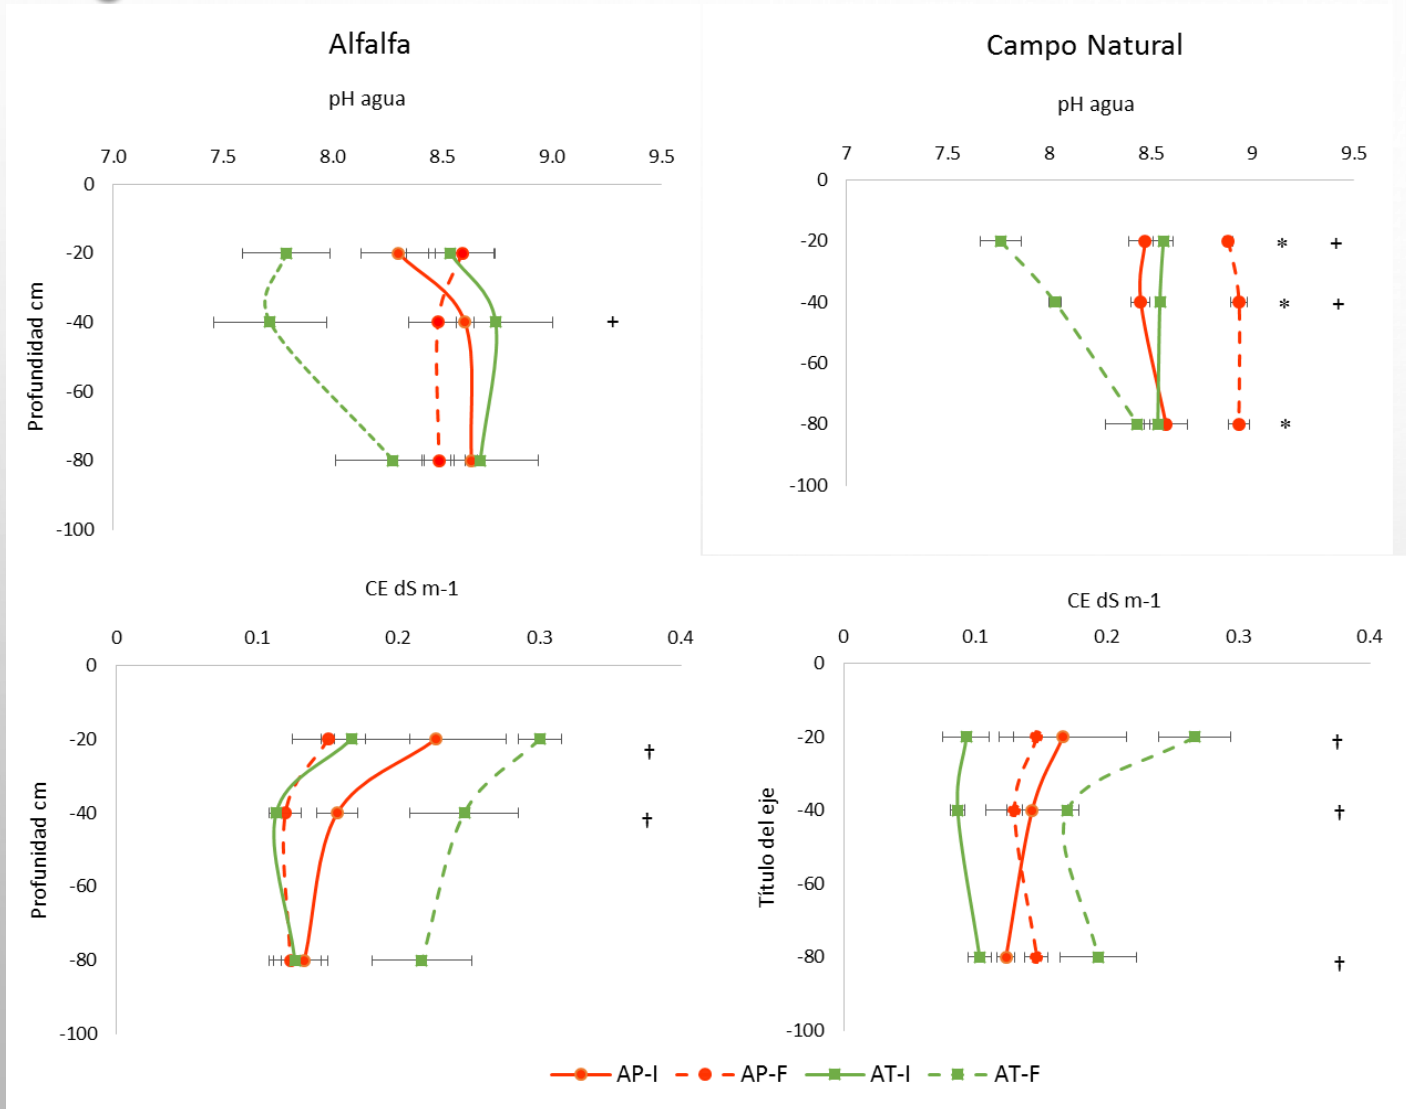 Alfalfa
pH agua
7.0 7.5 8.0 8.5 9.0 9.5
0
-20
-40
+
-60
-80
-100
Profundidad cm
Campo Natural
pH agua
7 7.5 8 8.5 9 9.5
0
-20 * +
-40 * +
-60
-80 *
-100
CE dS m-1
0 0.1 0.2 0.3 0.4
0
-20 †
-40 †
-60
-80
-100
Profunidad cm
CE dS m-1
0 0.1 0.2 0.3 0.4
0
-20 †
-40 †
-60
-80 †
-100
Título del eje
AP-I AP-F AT-I AT-F